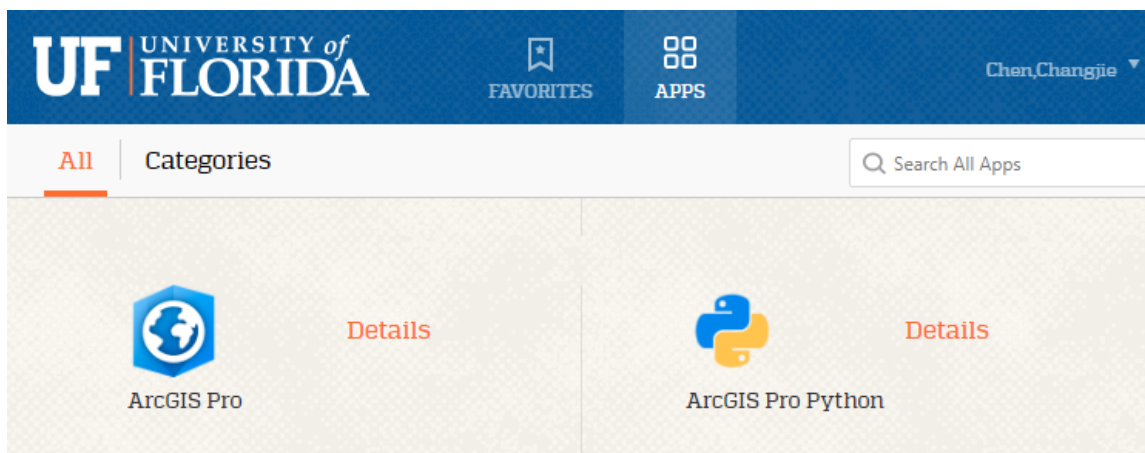 UF UNIVERSITY of
FLORIDA
FAVORITES
APPS
Chen,Changjie
All
Categories
Search All Apps
Details
ArcGIS Pro
Details
ArcGIS Pro Python